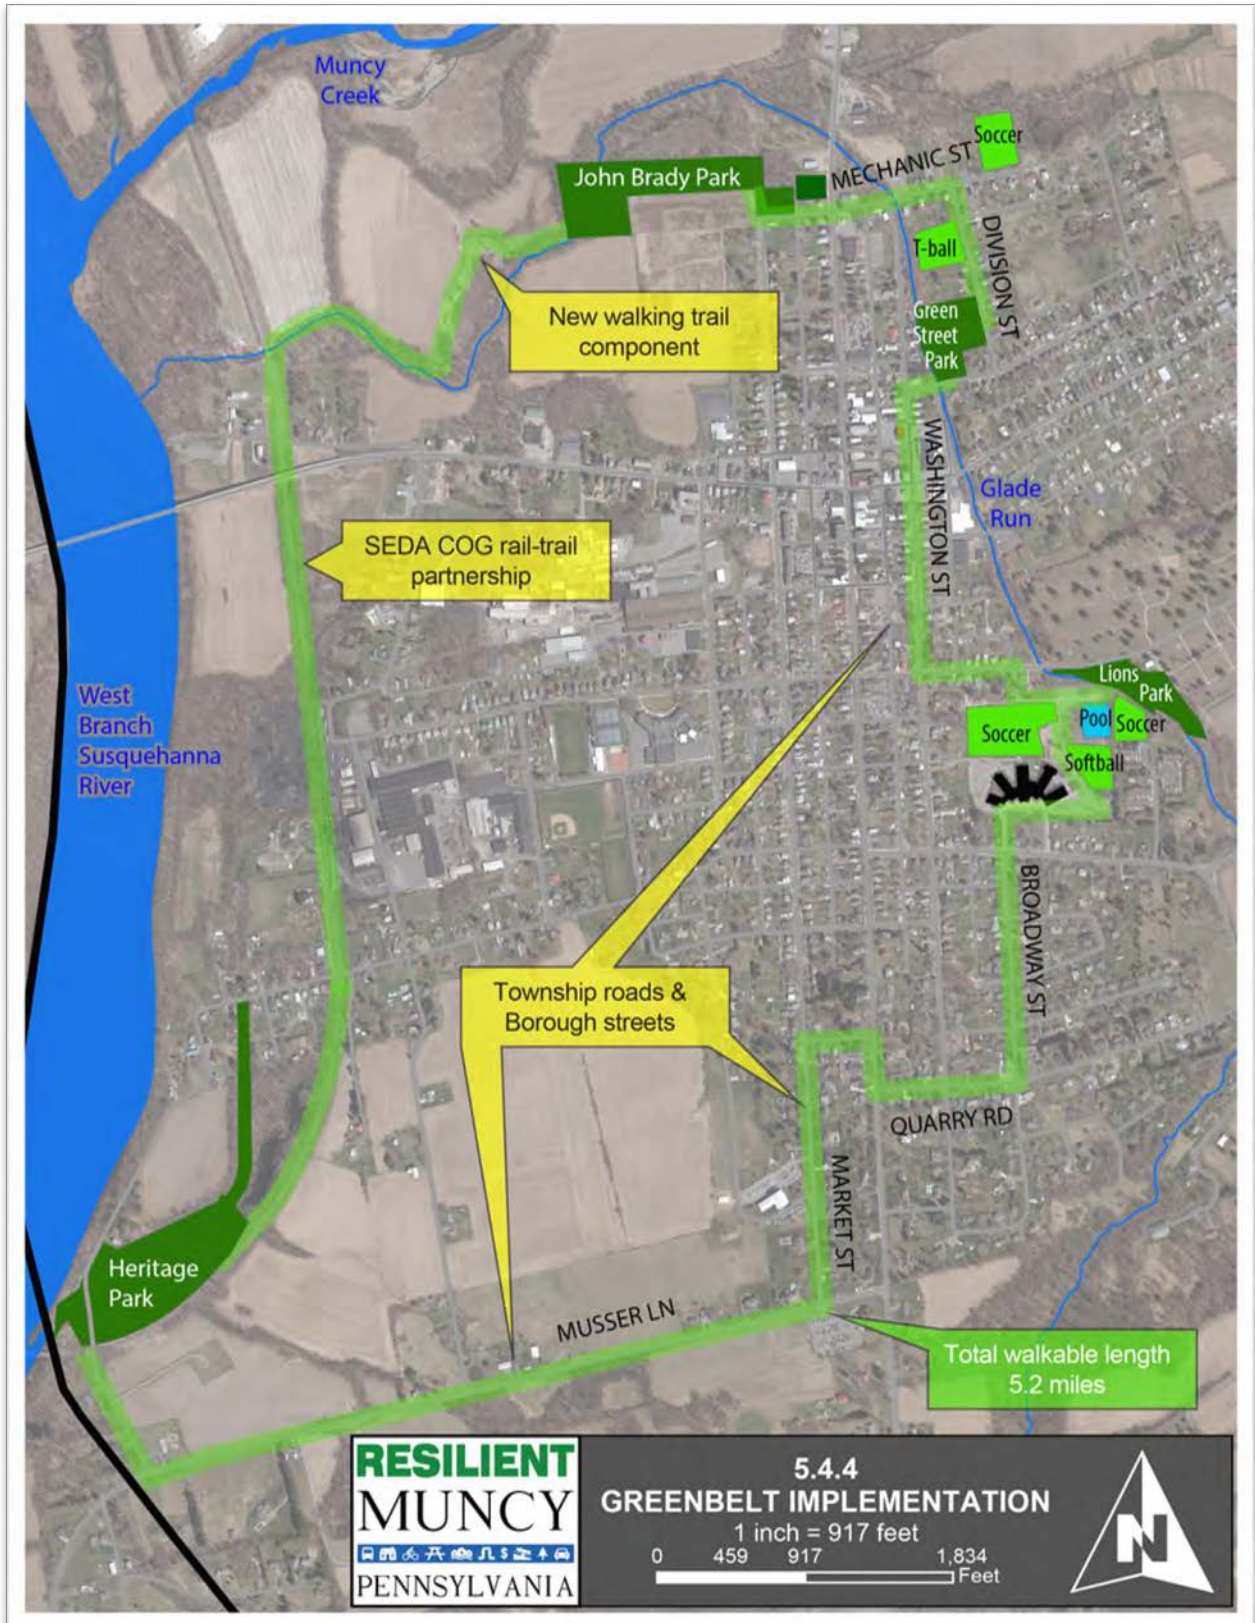 Muncy
Creek
Soccer
MECHANIC ST
John Brady Park
DIVISION ST
T-ball
Green
Street
Park
New walking trail
component
WASHINGTON ST
Glade
Run
SEDA COG rail-trail
partnership
West
Branch
Susquehanna
River
Lions
Park
Pool
Soccer
Soccer
Softball
BROADWAY ST
Township roads &
Borough streets
QUARRY RD
MARKET ST
Heritage
Park
MUSSER LN
Total walkable length
5.2 miles
RESILIENT
MUNCY
PENNSYLVANIA
5.4.4
GREENBELT IMPLEMENTATION
1 inch = 917 feet
0 459 917 1,834
Feet
N